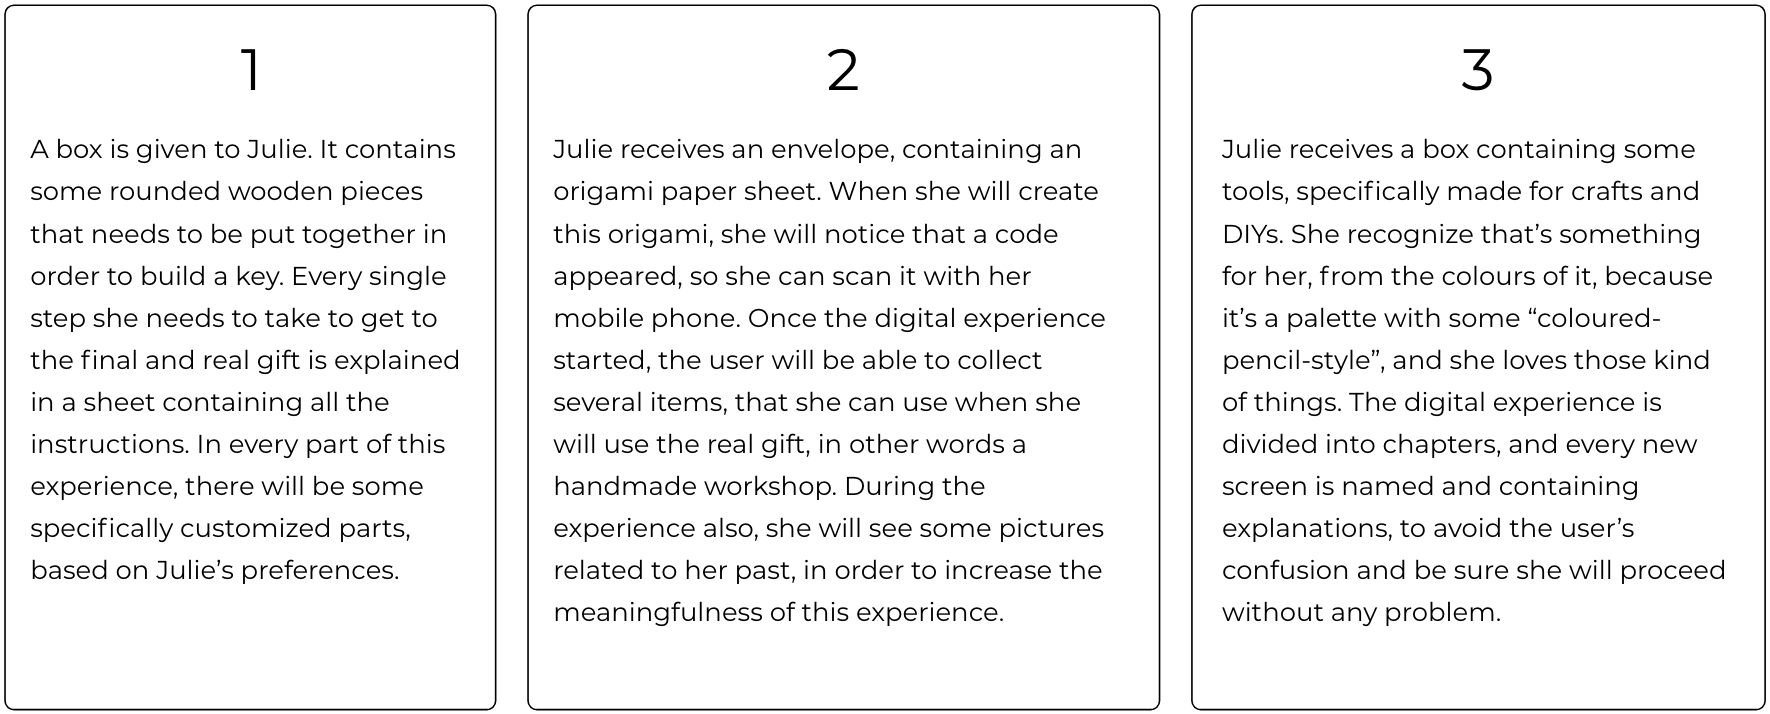 1
A box is given to Julie. It contains
some rounded wooden pieces
that needs to be put together in
order to build a key. Every single
step she needs to take to get to
the final and real gift is explained
in a sheet containing all the
instructions. In every part of this
experience, there will be some
specifically customized parts,
based on Julie’s preferences.
2
Julie receives an envelope, containing an
origami paper sheet. When she will create
this origami, she will notice that a code
appeared, so she can scan it with her
mobile phone. Once the digital experience
started, the user will be able to collect
several items, that she can use when she
will use the real gift, in other words a
handmade workshop. During the
experience also, she will see some pictures
related to her past, in order to increase the
meaningfulness of this experience.
3
Julie receives a box containing some
tools, specifically made for crafts and
DIYs. She recognize that’s something
for her, from the colours of it, because
it’s a palette with some “coloured-
pencil-style”, and she loves those kind
of things. The digital experience is
divided into chapters, and every new
screen is named and containing
explanations, to avoid the user’s
confusion and be sure she will proceed
without any problem.